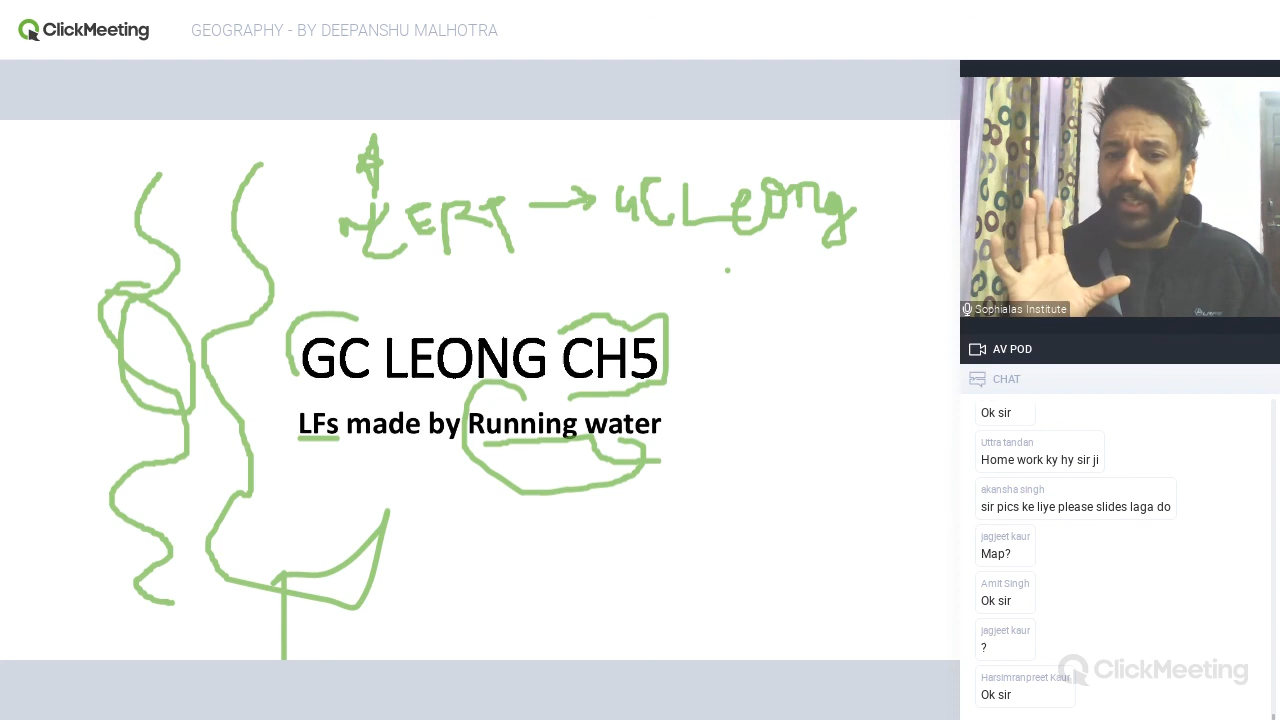 ClickMeeting
GEOGRAPHY - BY DEEPANSHU MALHOTRA
NCERT → GC Leong
GC LEONG CH5
LFs made by Running water
Sophialas Institute
AV POD
CHAT
Ok sir
Uttra tandan
Home work ky hy sir ji
akansha singh
sir pics ke liye please slides laga do
jagjeet kaur
Map?
Amit Singh
Ok sir
jagjeet kaur
?
Harsimranpreet Kaur
Ok sir
ClickMeeting